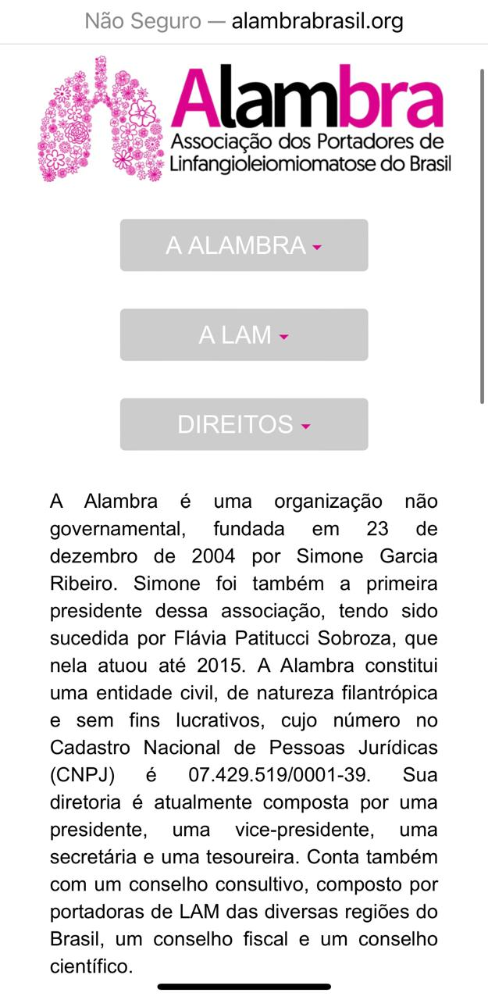 Não Seguro — alambrabrasil.org
Alambra
Associação dos Portadores de
Linfangioleiomiomatose do Brasil
A ALAMBRA
A LAM
DIREITOS
A Alambra é uma organização não
governamental, fundada em 23 de
dezembro de 2004 por Simone Garcia
Ribeiro. Simone foi também a primeira
presidente dessa associação, tendo sido
sucedida por Flávia Patitucci Sobroza, que
nela atuou até 2015. A Alambra constitui
uma entidade civil, de natureza filantrópica
e sem fins lucrativos, cujo número no
Cadastro Nacional de Pessoas Jurídicas
(CNPJ) é 07.429.519/0001-39. Sua
diretoria é atualmente composta por uma
presidente, uma vice-presidente, uma
secretária e uma tesoureira. Conta também
com um conselho consultivo, composto por
portadoras de LAM das diversas regiões do
Brasil, um conselho fiscal e um conselho
científico.